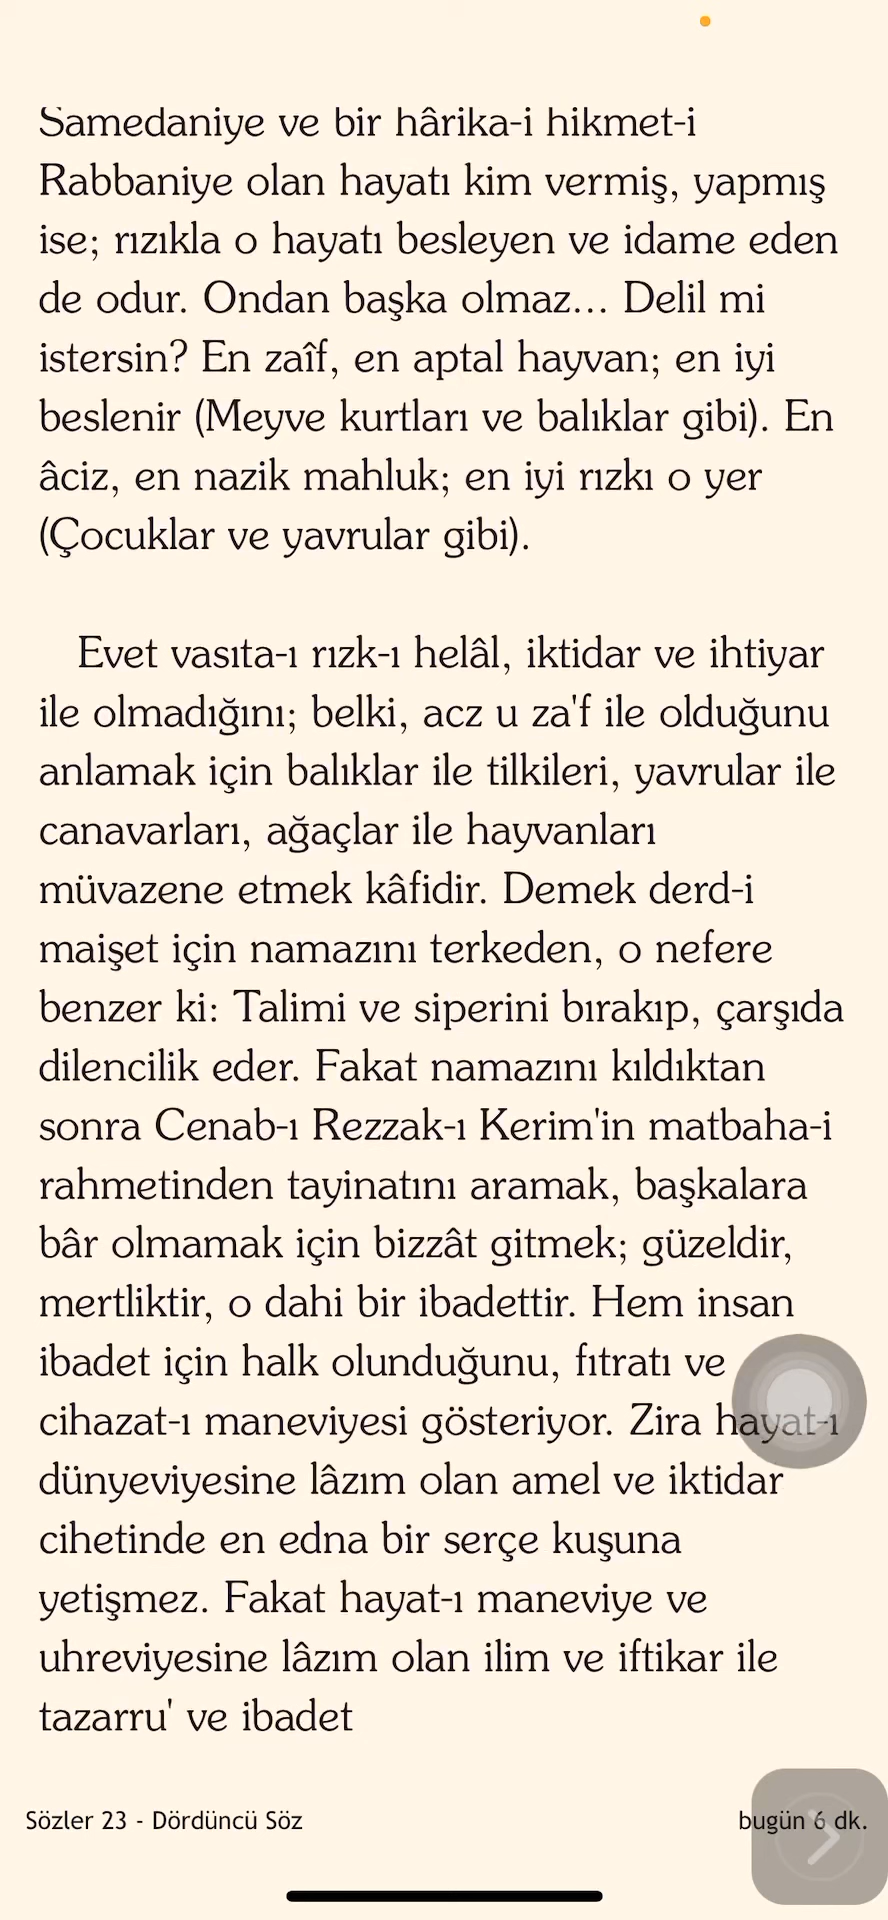 Samedaniye ve bir hârika-i hikmet-i
Rabbaniye olan hayatı kim vermiş, yapmış
ise; rızıkla o hayatı besleyen ve idame eden
de odur. Ondan başka olmaz... Delil mi
istersin? En zaîf, en aptal hayvan; en iyi
beslenir (Meyve kurtları ve balıklar gibi). En
âciz, en nazik mahluk; en iyi rızkı o yer
(Çocuklar ve yavrular gibi).
Evet vasıta-ı rızk-ı helâl, iktidar ve ihtiyar
ile olmadığını; belki, acz u za'f ile olduğunu
anlamak için balıklar ile tilkileri, yavrular ile
canavarları, ağaçlar ile hayvanları
müvazene etmek kâfidir. Demek derd-i
maişet için namazını terkeden, o nefere
benzer ki: Talimi ve siperini bırakıp, çarşıda
dilencilik eder. Fakat namazını kıldıktan
sonra Cenab-ı Rezzak-ı Kerim'in matbaha-i
rahmetinden tayinatını aramak, başkalara
bâr olmamak için bizzât gitmek; güzeldir,
mertliktir, o dahi bir ibadettir. Hem insan
ibadet için halk olunduğunu, fıtratı ve
cihazat-ı maneviyesi gösteriyor. Zira hayat-ı
dünyeviyesine lâzım olan amel ve iktidar
cihetinde en edna bir serçe kuşuna
yetişmez. Fakat hayat-ı maneviye ve
uhreviyesine lâzım olan ilim ve iftikar ile
tazarru' ve ibadet
Sözler 23 - Dördüncü Söz
bugün 6 dk.